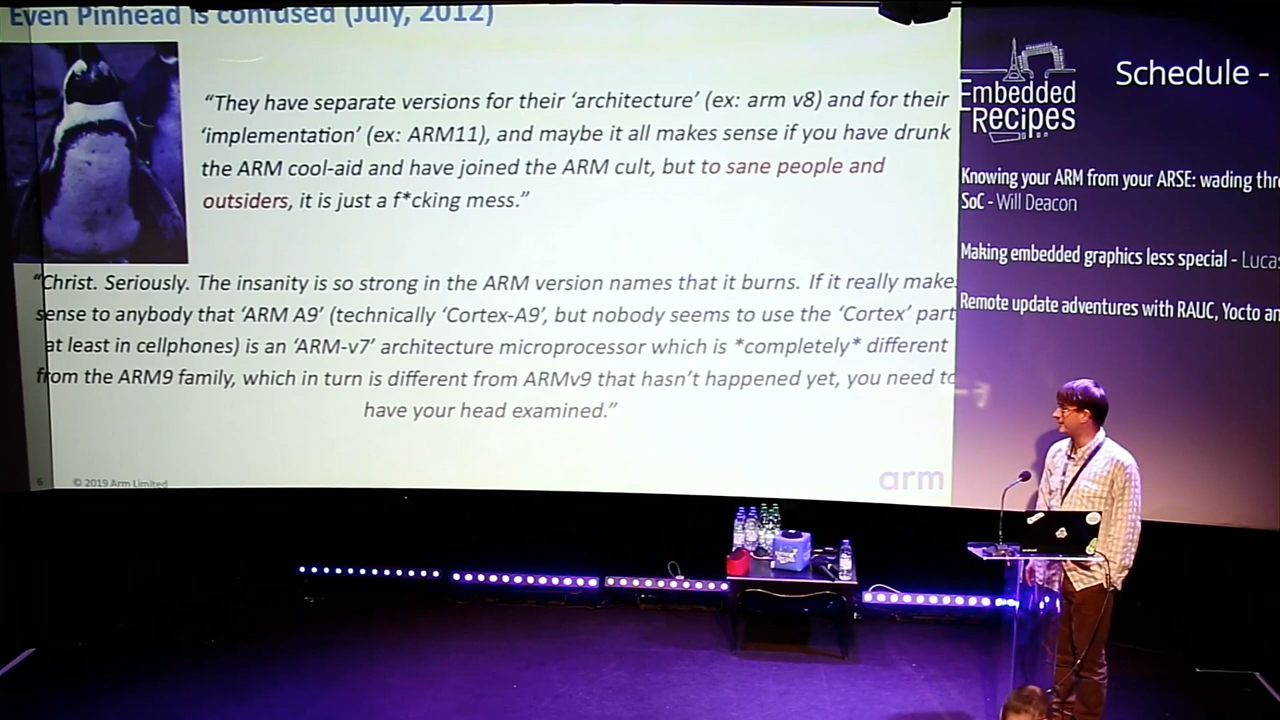 Even Pinhead is confused (July, 2012)
“They have separate versions for their ‘architecture’ (ex: arm v8) and for their
‘implementation’ (ex: ARM11), and maybe it all makes sense if you have drunk
the ARM cool-aid and have joined the ARM cult, but to sane people and
outsiders, it is just a f*cking mess.”
“Christ. Seriously. The insanity is so strong in the ARM version names that it burns. If it really make
sense to anybody that ‘ARM A9’ (technically ‘Cortex-A9’, but nobody seems to use the ‘Cortex’ part
at least in cellphones) is an ‘ARM-v7’ architecture microprocessor which is *completely* different
from the ARM9 family, which in turn is different from ARMv9 that hasn’t happened yet, you need to
have your head examined.”
6 © 2019 Arm Limited
arm
Embedded
Recipes
Schedule -
Knowing your ARM from your ARSE: wading thr
SoC - Will Deacon
Making embedded graphics less special - Lucas
Remote update adventures with RAUC, Yocto an